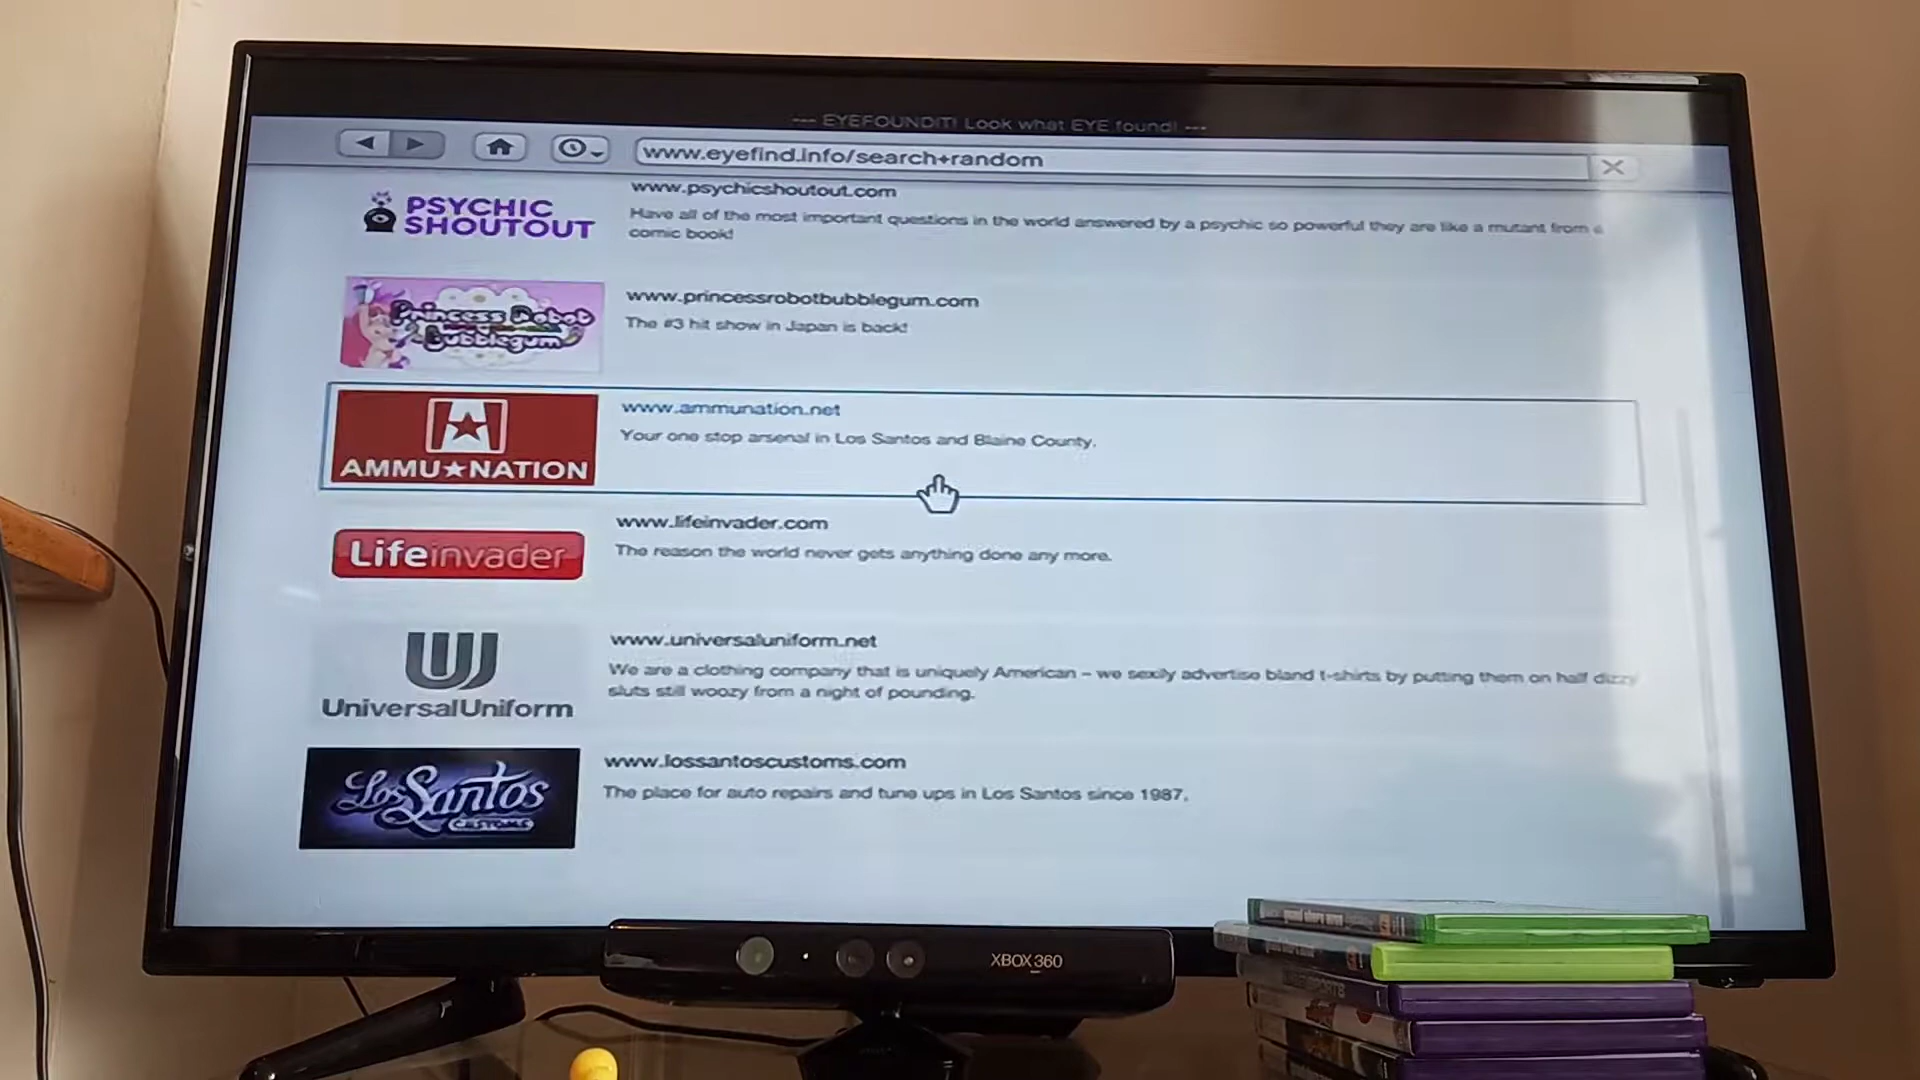 --- EYEFOUNDIT! Look what EYE found! ---
www.eyefind.info/search+random
PSYCHIC
SHOUTOUT
www.psychicshoutout.com
Have all of the most important questions in the world answered by a psychic so powerful they are like a mutant from a
comic book!
Princess Robot
Bubblegum
www.princessrobotbubblegum.com
The #3 hit show in Japan is back!
AMMU★NATION
www.ammunation.net
Your one stop arsenal in Los Santos and Blaine County.
Lifeinvader
www.lifeinvader.com
The reason the world never gets anything done any more.
UniversalUniform
www.universaluniform.net
We are a clothing company that is uniquely American – we sexily advertise bland t-shirts by putting them on half dizzy
sluts still woozy from a night of pounding.
Los Santos
CUSTOMS
www.lossantoscustoms.com
The place for auto repairs and tune ups in Los Santos since 1987.
XBOX 360